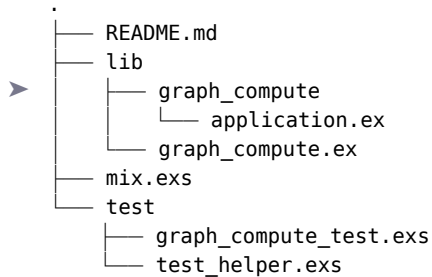 .
├── README.md
├── lib
│   ├── graph_compute
│   │   └── application.ex
│   └── graph_compute.ex
├── mix.exs
└── test
    ├── graph_compute_test.exs
    └── test_helper.exs